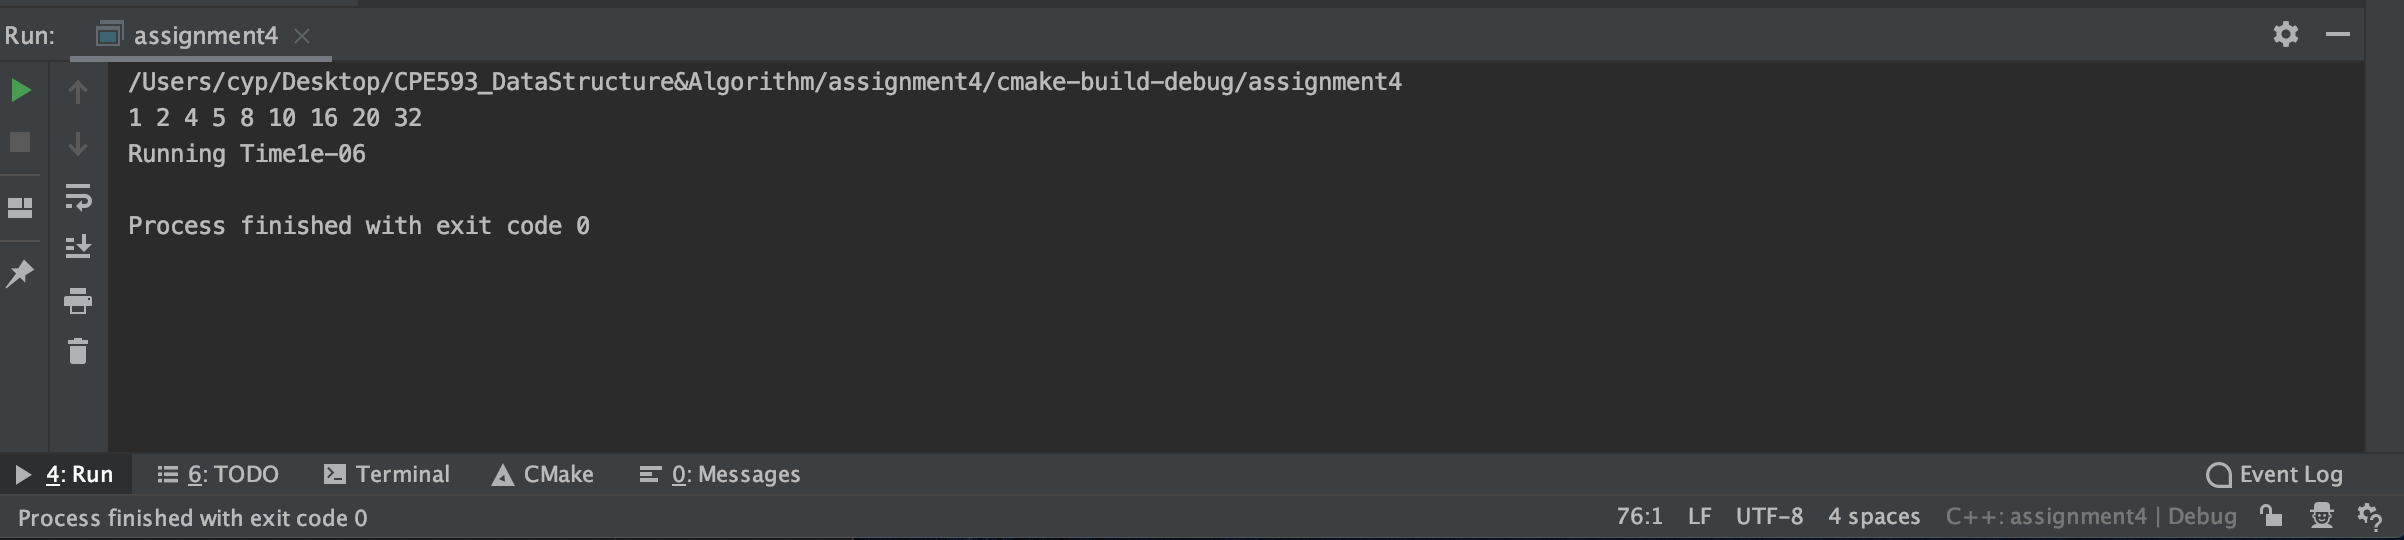 Run: assignment4
/Users/cyp/Desktop/CPE593_DataStructure&Algorithm/assignment4/cmake-build-debug/assignment4
1 2 4 5 8 10 16 20 32
Running Time1e-06
Process finished with exit code 0
4: Run 6: TODO Terminal CMake 0: Messages Event Log
Process finished with exit code 0 76:1 LF UTF-8 4 spaces C++: assignment4 | Debug